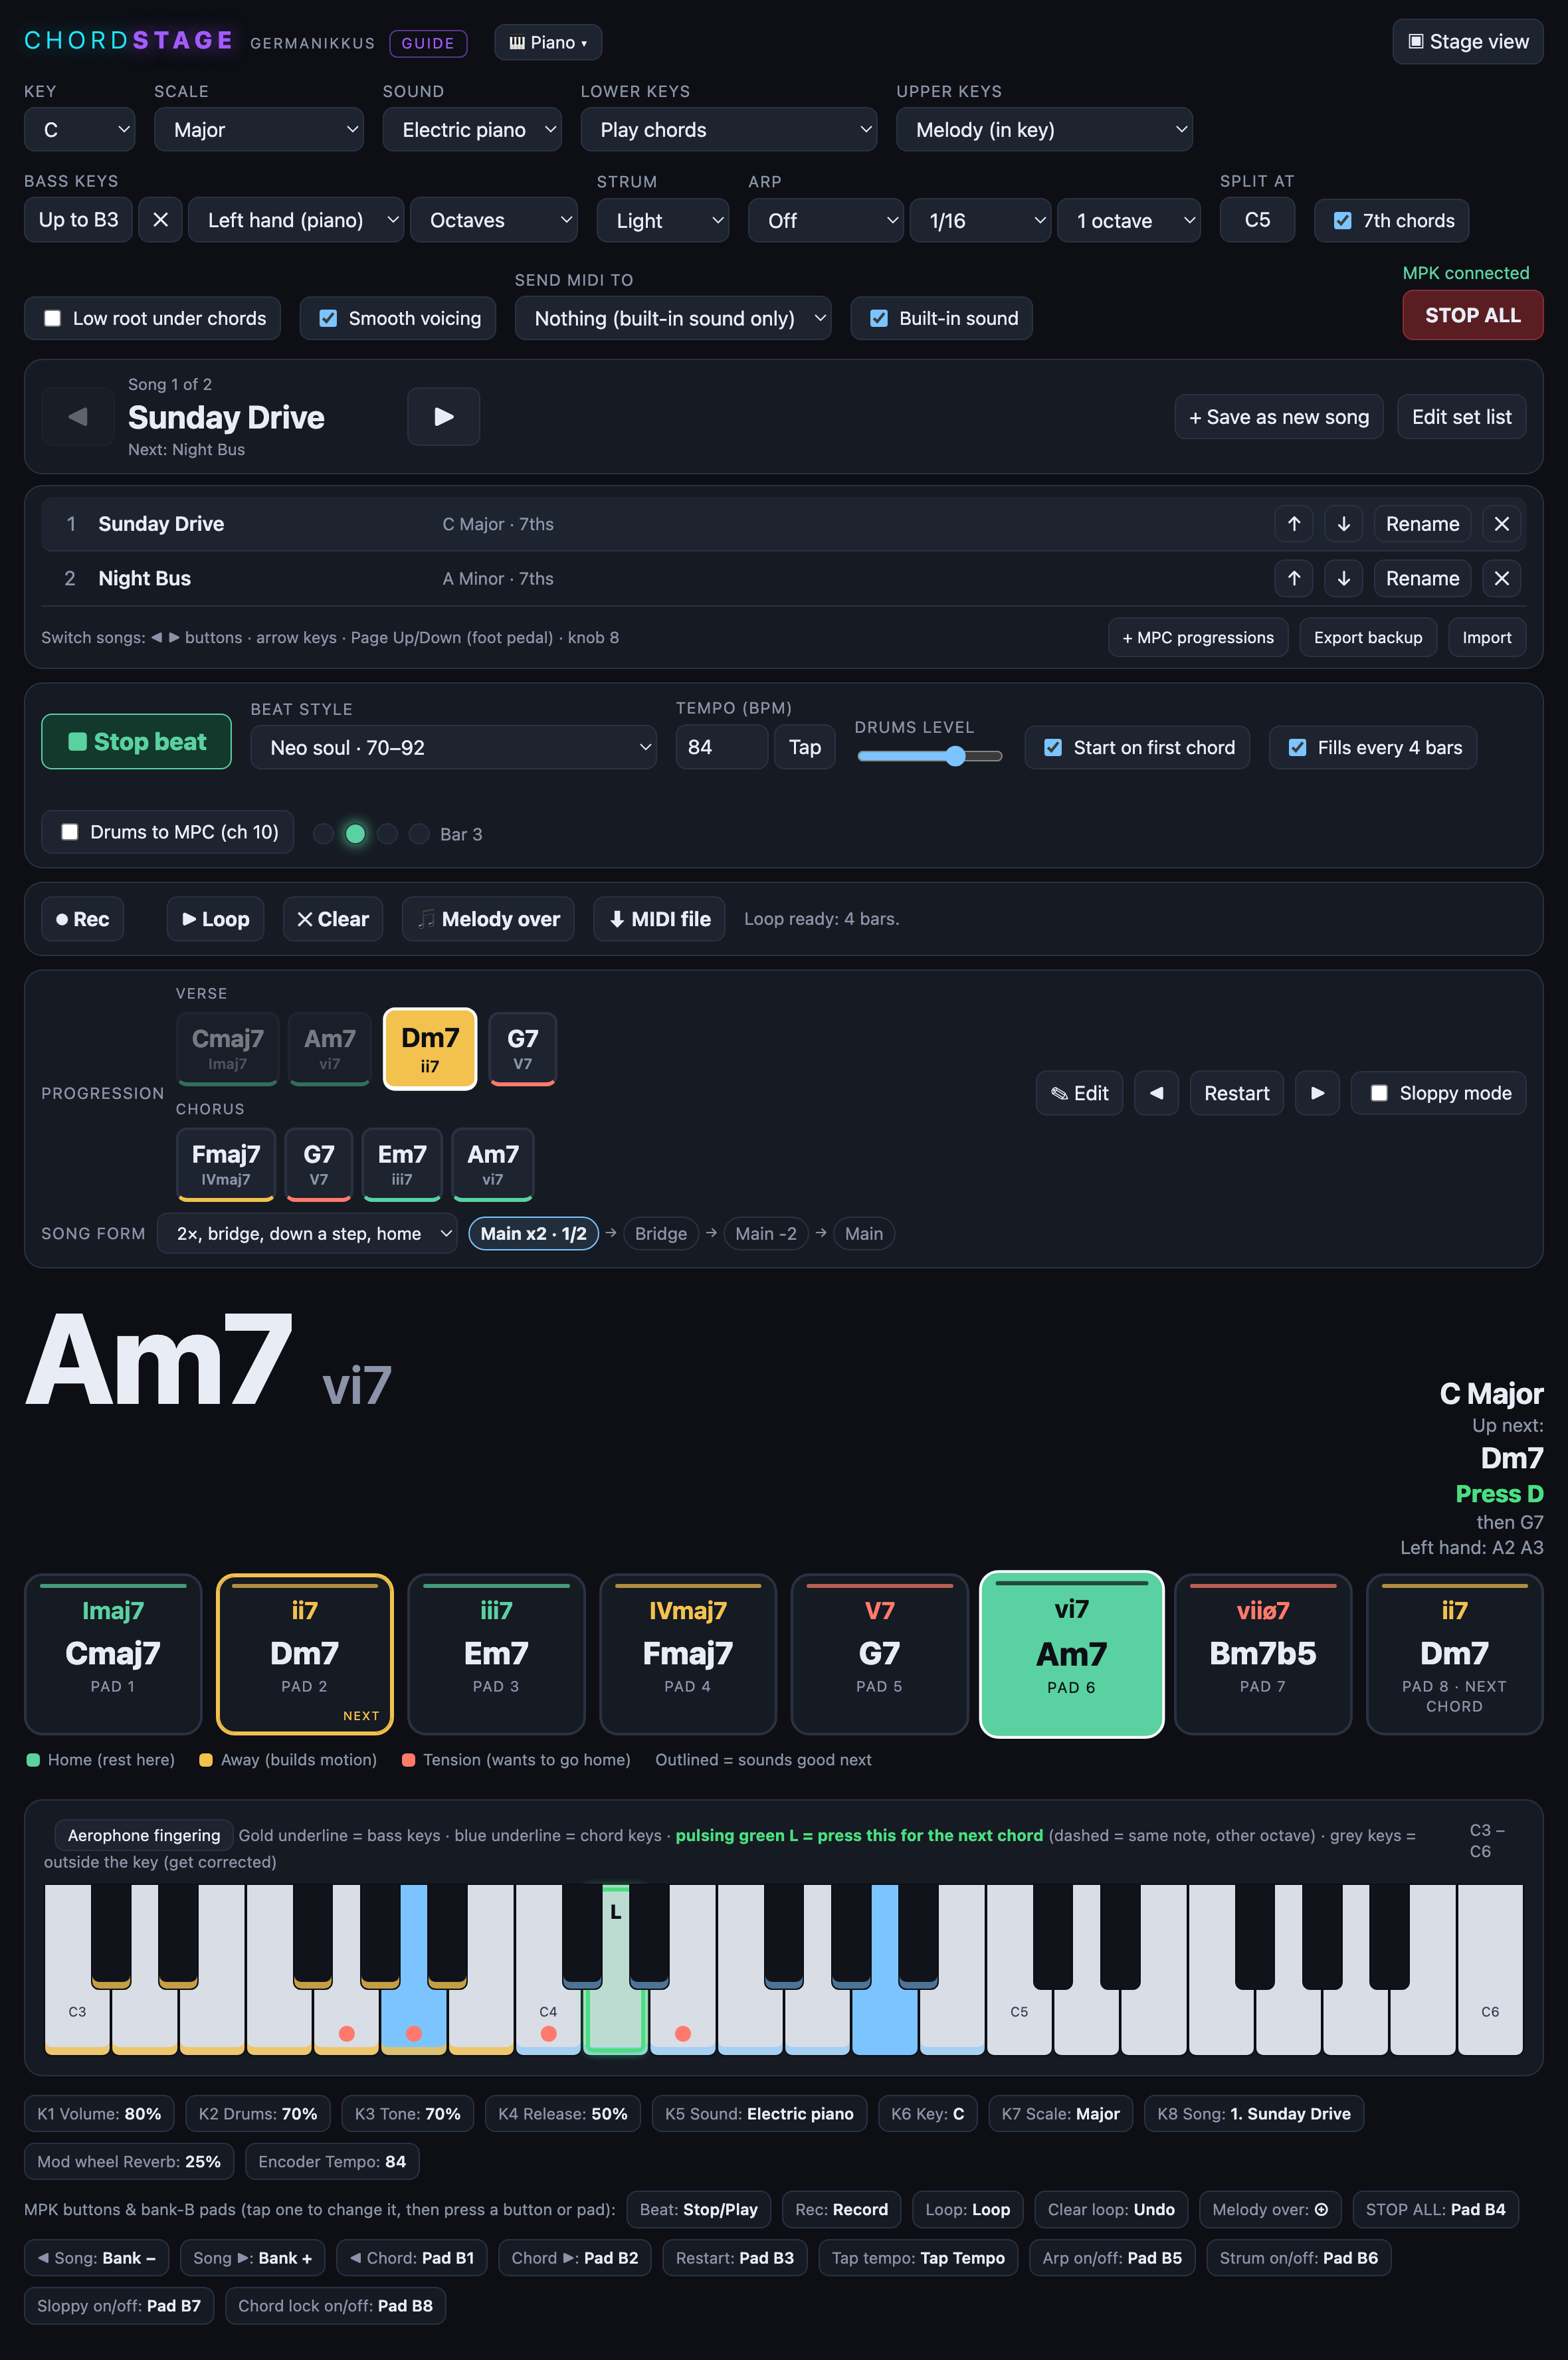 CHORDSTAGE GERMANIKKUS GUIDE Piano ▾ Stage view
KEY SCALE SOUND LOWER KEYS UPPER KEYS
C Major Electric piano Play chords Melody (in key)
BASS KEYS STRUM ARP SPLIT AT
Up to B3 ✕ Left hand (piano) Octaves Light Off 1/16 1 octave C5 7th chords
SEND MIDI TO MPK connected
Low root under chords Smooth voicing Nothing (built-in sound only) Built-in sound STOP ALL
Song 1 of 2
Sunday Drive
Next: Night Bus
+ Save as new song Edit set list
1 Sunday Drive C Major · 7ths ↑ ↓ Rename ✕
2 Night Bus A Minor · 7ths ↑ ↓ Rename ✕
Switch songs: ◀ ▶ buttons · arrow keys · Page Up/Down (foot pedal) · knob 8 + MPC progressions Export backup Import
BEAT STYLE TEMPO (BPM) DRUMS LEVEL
Stop beat Neo soul · 70–92 84 Tap Start on first chord Fills every 4 bars
Drums to MPC (ch 10) Bar 3
● Rec ▶ Loop ✕ Clear 🎵 Melody over ⬇ MIDI file Loop ready: 4 bars.
VERSE
Cmaj7 Am7 Dm7 G7
Imaj7 vi7 ii7 V7
PROGRESSION ✎ Edit ◀ Restart ▶ Sloppy mode
CHORUS
Fmaj7 G7 Em7 Am7
IVmaj7 V7 iii7 vi7
SONG FORM 2×, bridge, down a step, home Main x2 · 1/2 → Bridge → Main -2 → Main
Am7 vi7
C Major
Up next:
Dm7
Press D
then G7
Left hand: A2 A3
Imaj7 ii7 iii7 IVmaj7 V7 vi7 viiø7 ii7
Cmaj7 Dm7 Em7 Fmaj7 G7 Am7 Bm7b5 Dm7
PAD 1 PAD 2 PAD 3 PAD 4 PAD 5 PAD 6 PAD 7 PAD 8 · NEXT
CHORD
NEXT
Home (rest here) Away (builds motion) Tension (wants to go home) Outlined = sounds good next
Aerophone fingering Gold underline = bass keys · blue underline = chord keys · pulsing green L = press this for the next chord (dashed = same note, other octave) · grey keys =
outside the key (get corrected)
C3 –
C6
L
C3 C4 C5 C6
K1 Volume: 80% K2 Drums: 70% K3 Tone: 70% K4 Release: 50% K5 Sound: Electric piano K6 Key: C K7 Scale: Major K8 Song: 1. Sunday Drive
Mod wheel Reverb: 25% Encoder Tempo: 84
MPK buttons & bank-B pads (tap one to change it, then press a button or pad): Beat: Stop/Play Rec: Record Loop: Loop Clear loop: Undo Melody over: ⊕ STOP ALL: Pad B4
◀ Song: Bank − Song ▶: Bank + ◀ Chord: Pad B1 Chord ▶: Pad B2 Restart: Pad B3 Tap tempo: Tap Tempo Arp on/off: Pad B5 Strum on/off: Pad B6
Sloppy on/off: Pad B7 Chord lock on/off: Pad B8